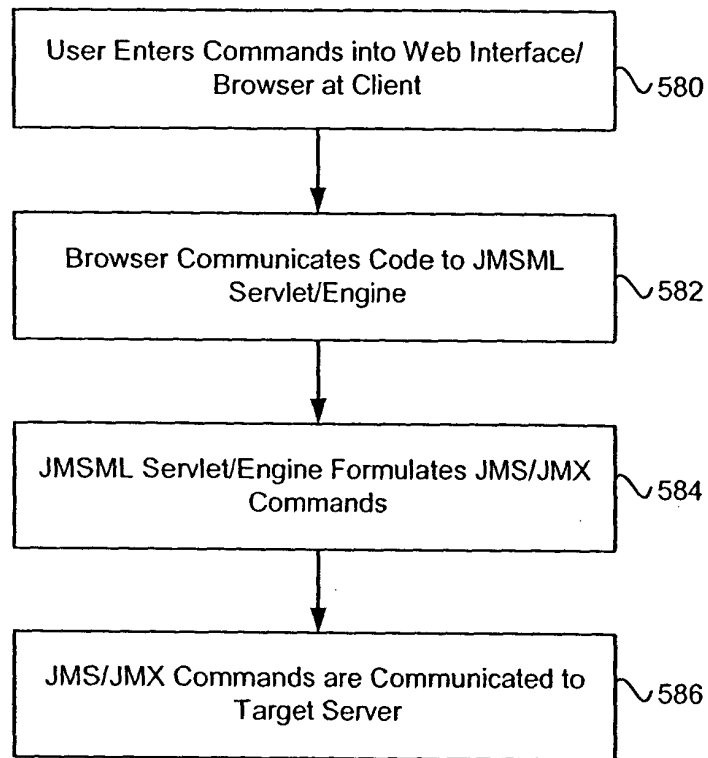 User Enters Commands into Web Interface/
Browser at Client
580
Browser Communicates Code to JMSML
Servlet/Engine
582
JMSML Servlet/Engine Formulates JMS/JMX
Commands
584
JMS/JMX Commands are Communicated to
Target Server
586